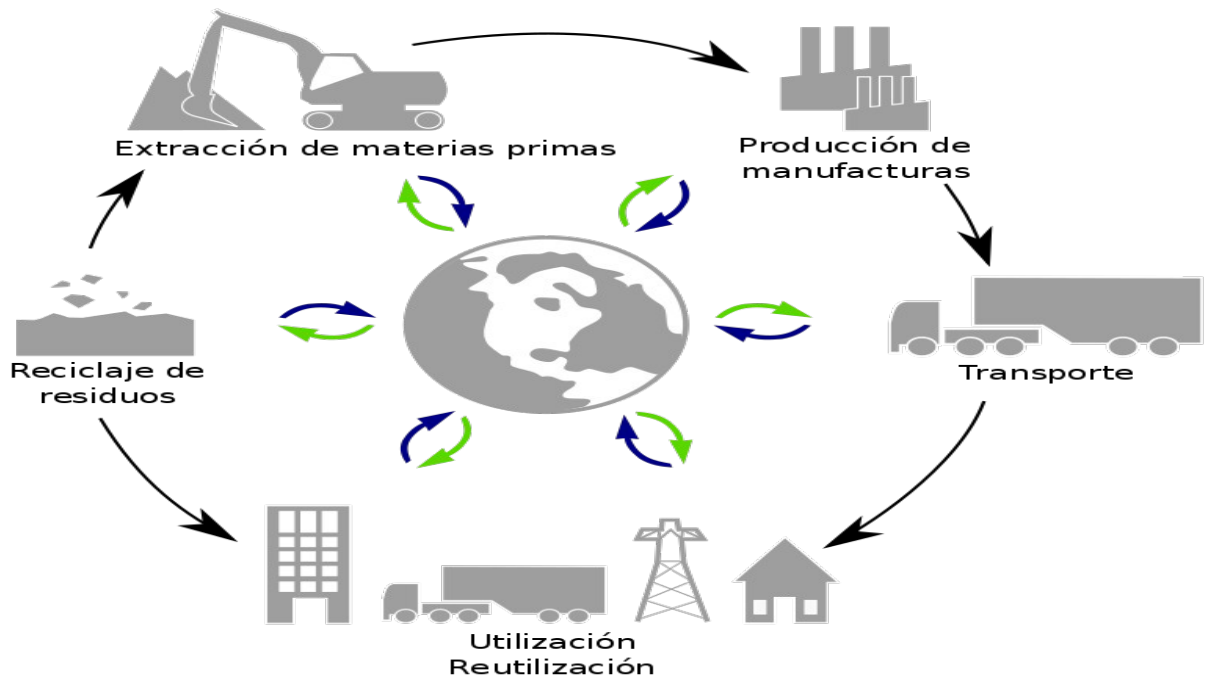 Extracción de materias primas
Producción de
manufacturas
Reciclaje de
residuos
Transporte
Utilización
Reutilización